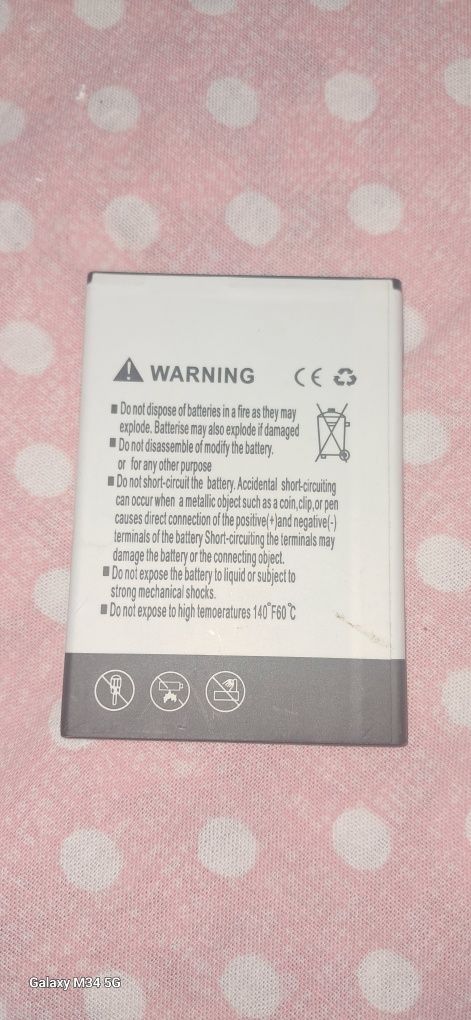 WARNING CE
Do not dispose of batteries in a fire as they may
explode. Batterise may also explode if damaged
Do not disassemble of modify the battery.
or for any other purpose
Do not short-circuit the battery. Accidental short-circuiting
can occur when a metallic object such as a coin,clip,or pen
causes direct connection of the positive(+)and negative(-)
terminals of the battery Short-circuiting the terminals may
damage the battery or the connecting object.
Do not expose the battery to liquid or subject to
strong mechanical shocks.
Do not expose to high temoeratures 140°F60°C
Galaxy M34 5G